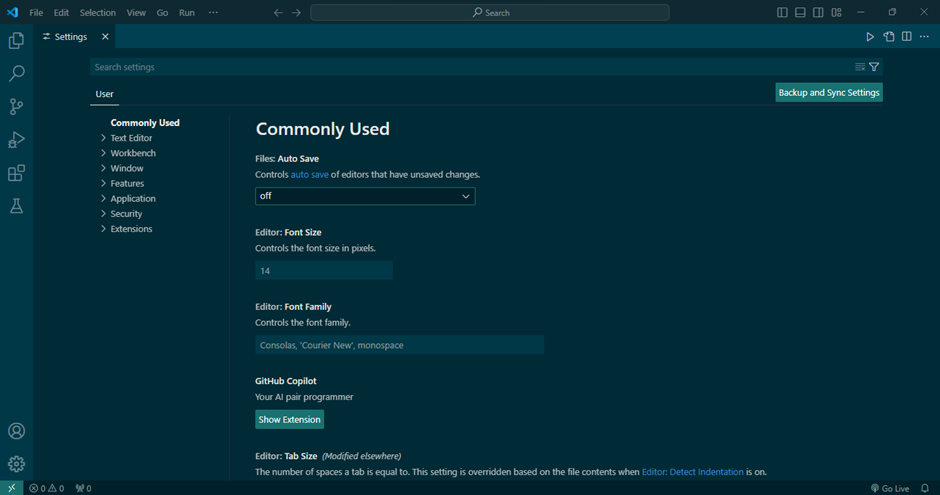 File Edit Selection View Go Run ···
Search
Settings
Search settings
User
Backup and Sync Settings
Commonly Used
Text Editor
Workbench
Window
Features
Application
Security
Extensions
Commonly Used
Files: Auto Save
Controls auto save of editors that have unsaved changes.
off
Editor: Font Size
Controls the font size in pixels.
14
Editor: Font Family
Controls the font family.
Consolas, 'Courier New', monospace
GitHub Copilot
Your AI pair programmer
Show Extension
Editor: Tab Size (Modified elsewhere)
The number of spaces a tab is equal to. This setting is overridden based on the file contents when Editor: Detect Indentation is on.
0 0 0 Go Live